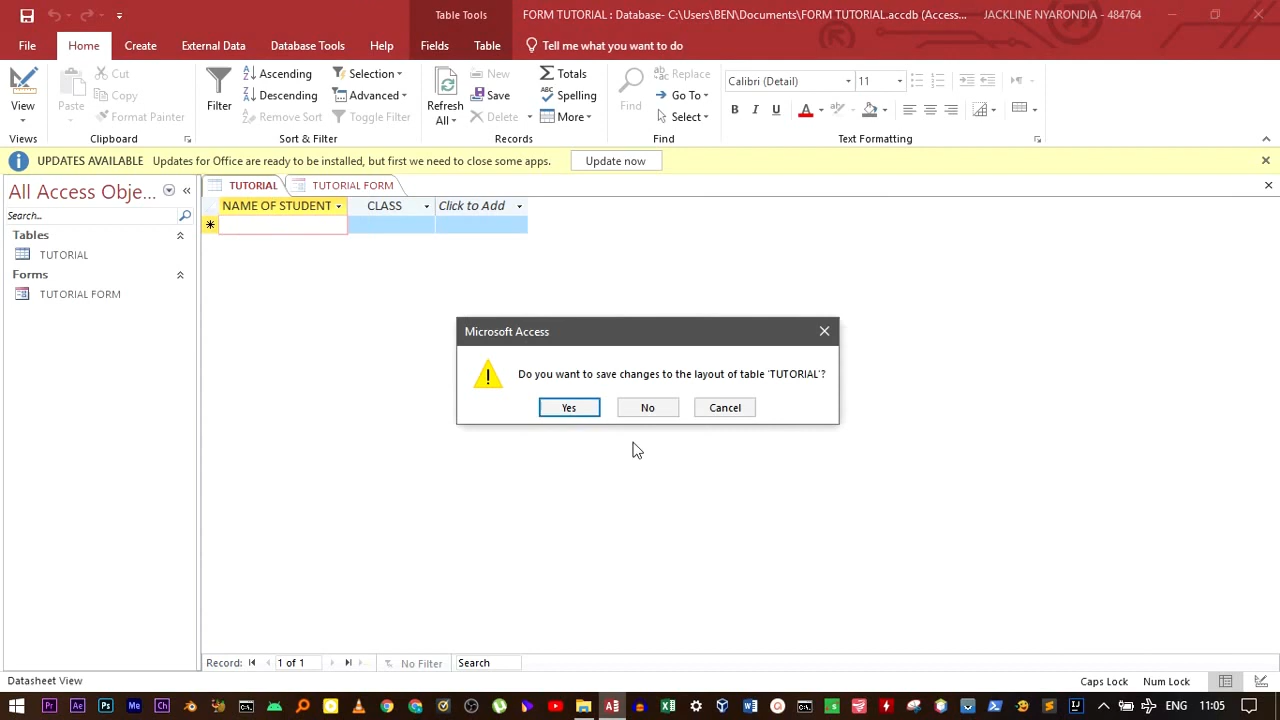 Table Tools
FORM TUTORIAL : Database- C:\Users\BEN\Documents\FORM TUTORIAL.accdb (Access...
JACKLINE NYARONDIA - 484764
File Home Create External Data Database Tools Help Fields Table Tell me what you want to do
View
Views
Paste
Cut
Copy
Format Painter
Clipboard
Filter
Ascending
Descending
Remove Sort
Selection
Advanced
Toggle Filter
Sort & Filter
Refresh
All
New
Save
Delete
Totals
Spelling
More
Records
Find
Replace
Go To
Select
Find
Calibri (Detail) 11
B I U A
Text Formatting
UPDATES AVAILABLE Updates for Office are ready to be installed, but first we need to close some apps. Update now
All Access Obje...
Search...
Tables
TUTORIAL
Forms
TUTORIAL FORM
TUTORIAL TUTORIAL FORM
NAME OF STUDENT CLASS Click to Add
Microsoft Access
Do you want to save changes to the layout of table 'TUTORIAL'?
Yes No Cancel
Record: 1 of 1 No Filter Search
Datasheet View Caps Lock Num Lock
Pr Ae Ps Me Ch ENG 11:05